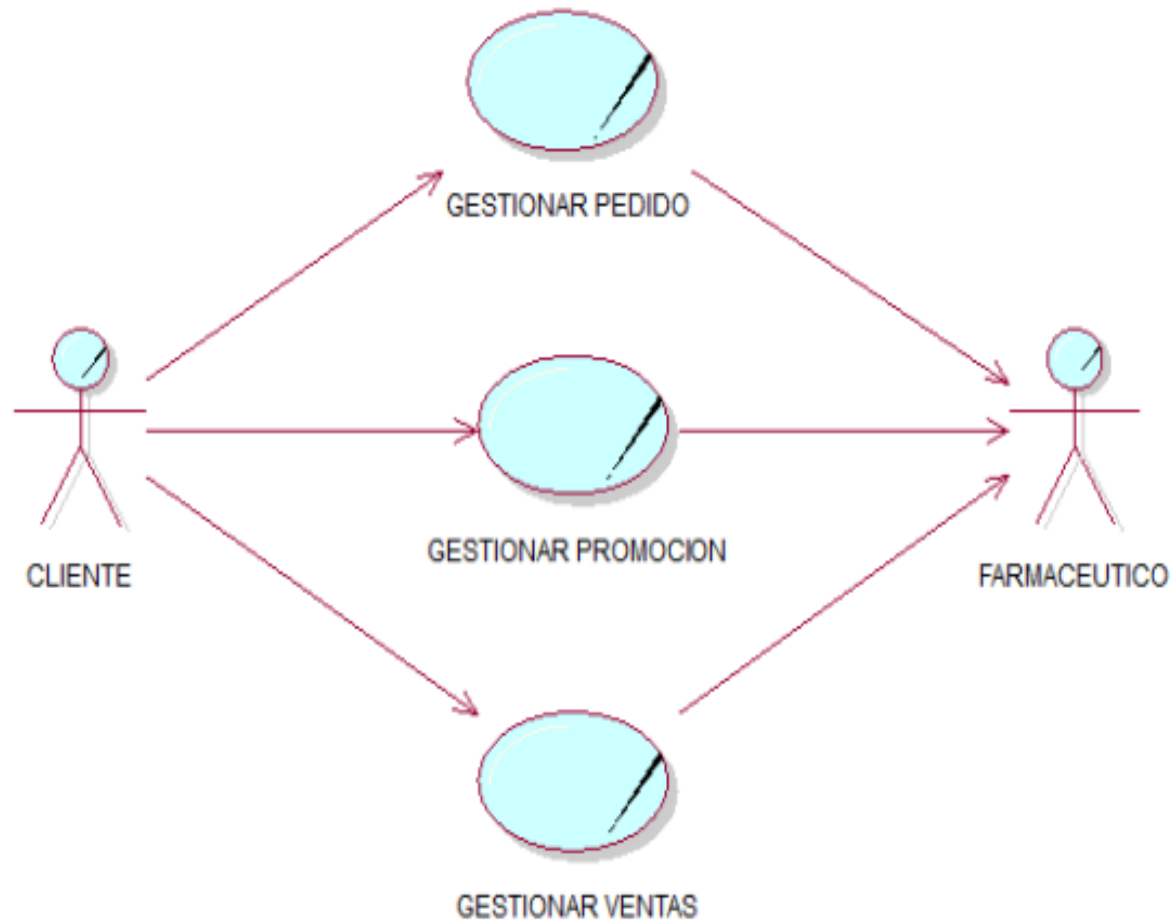 GESTIONAR PEDIDO
GESTIONAR PROMOCION
CLIENTE
FARMACEUTICO
GESTIONAR VENTAS